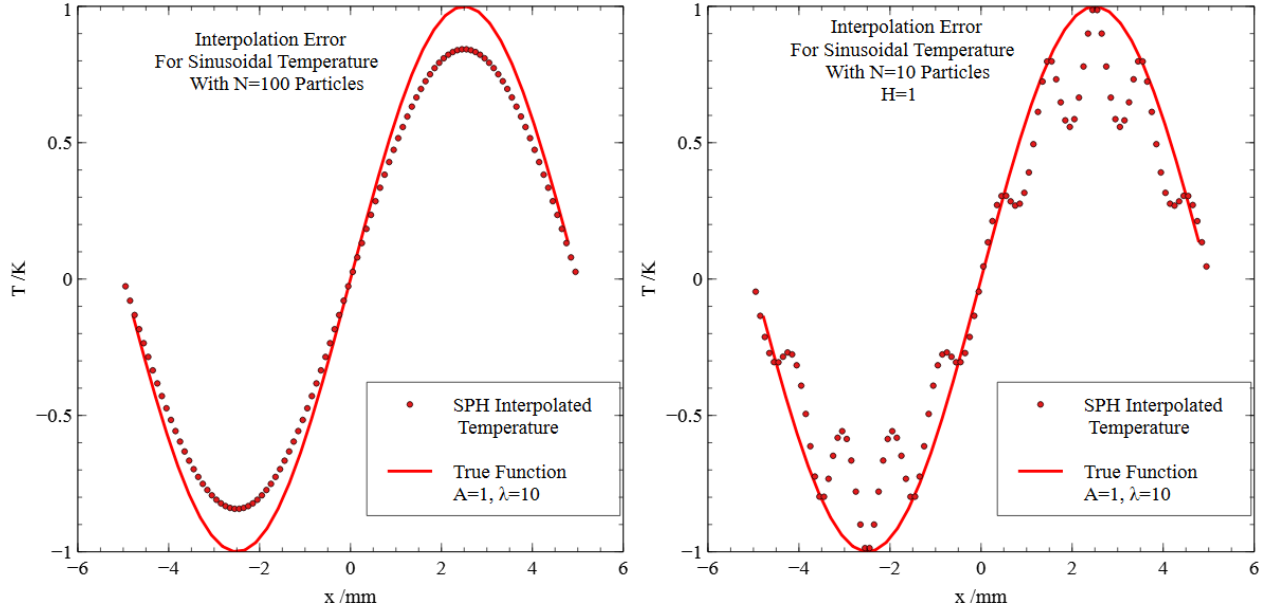 Interpolation Error
For Sinusoidal Temperature
With N=100 Particles
1
0.5
0
−0.5
−1
T /K
−6
−4
−2
0
2
4
6
x /mm
SPH Interpolated
Temperature
True Function
A=1, λ=10
Interpolation Error
For Sinusoidal Temperature
With N=10 Particles
H=1
1
0.5
0
−0.5
−1
T /K
−6
−4
−2
0
2
4
6
x /mm
SPH Interpolated
Temperature
True Function
A=1, λ=10